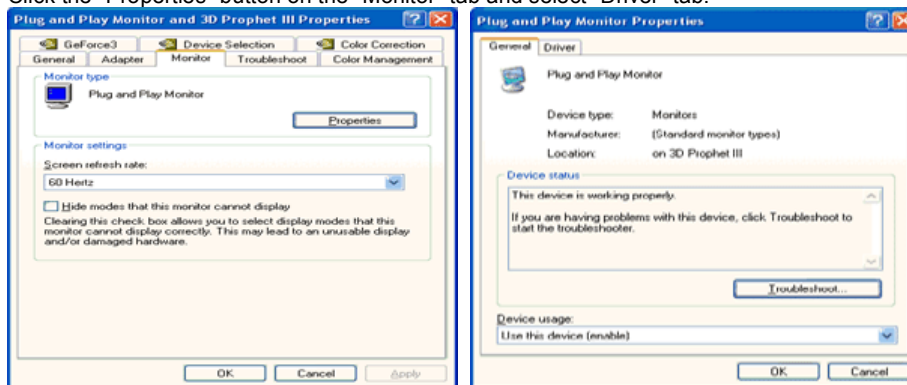 Click the "Properties" button on the "Monitor" tab and select "Driver" tab.
Plug and Play Monitor and 3D Prophet III Properties
GeForce3 Device Selection Color Correction
General Adapter Monitor Troubleshoot Color Management
Monitor type
Plug and Play Monitor
Properties
Monitor settings
Screen refresh rate:
60 Hertz
Hide modes that this monitor cannot display
Clearing this check box allows you to select display modes that this
monitor cannot display correctly. This may lead to an unusable display
and/or damaged hardware.
OK Cancel Apply
Plug and Play Monitor Properties
General Driver
Plug and Play Monitor
Device type: Monitors
Manufacturer: (Standard monitor types)
Location: on 3D Prophet III
Device status
This device is working properly.
If you are having problems with this device, click Troubleshoot to
start the troubleshooter.
Troubleshoot...
Device usage:
Use this device (enable)
OK Cancel